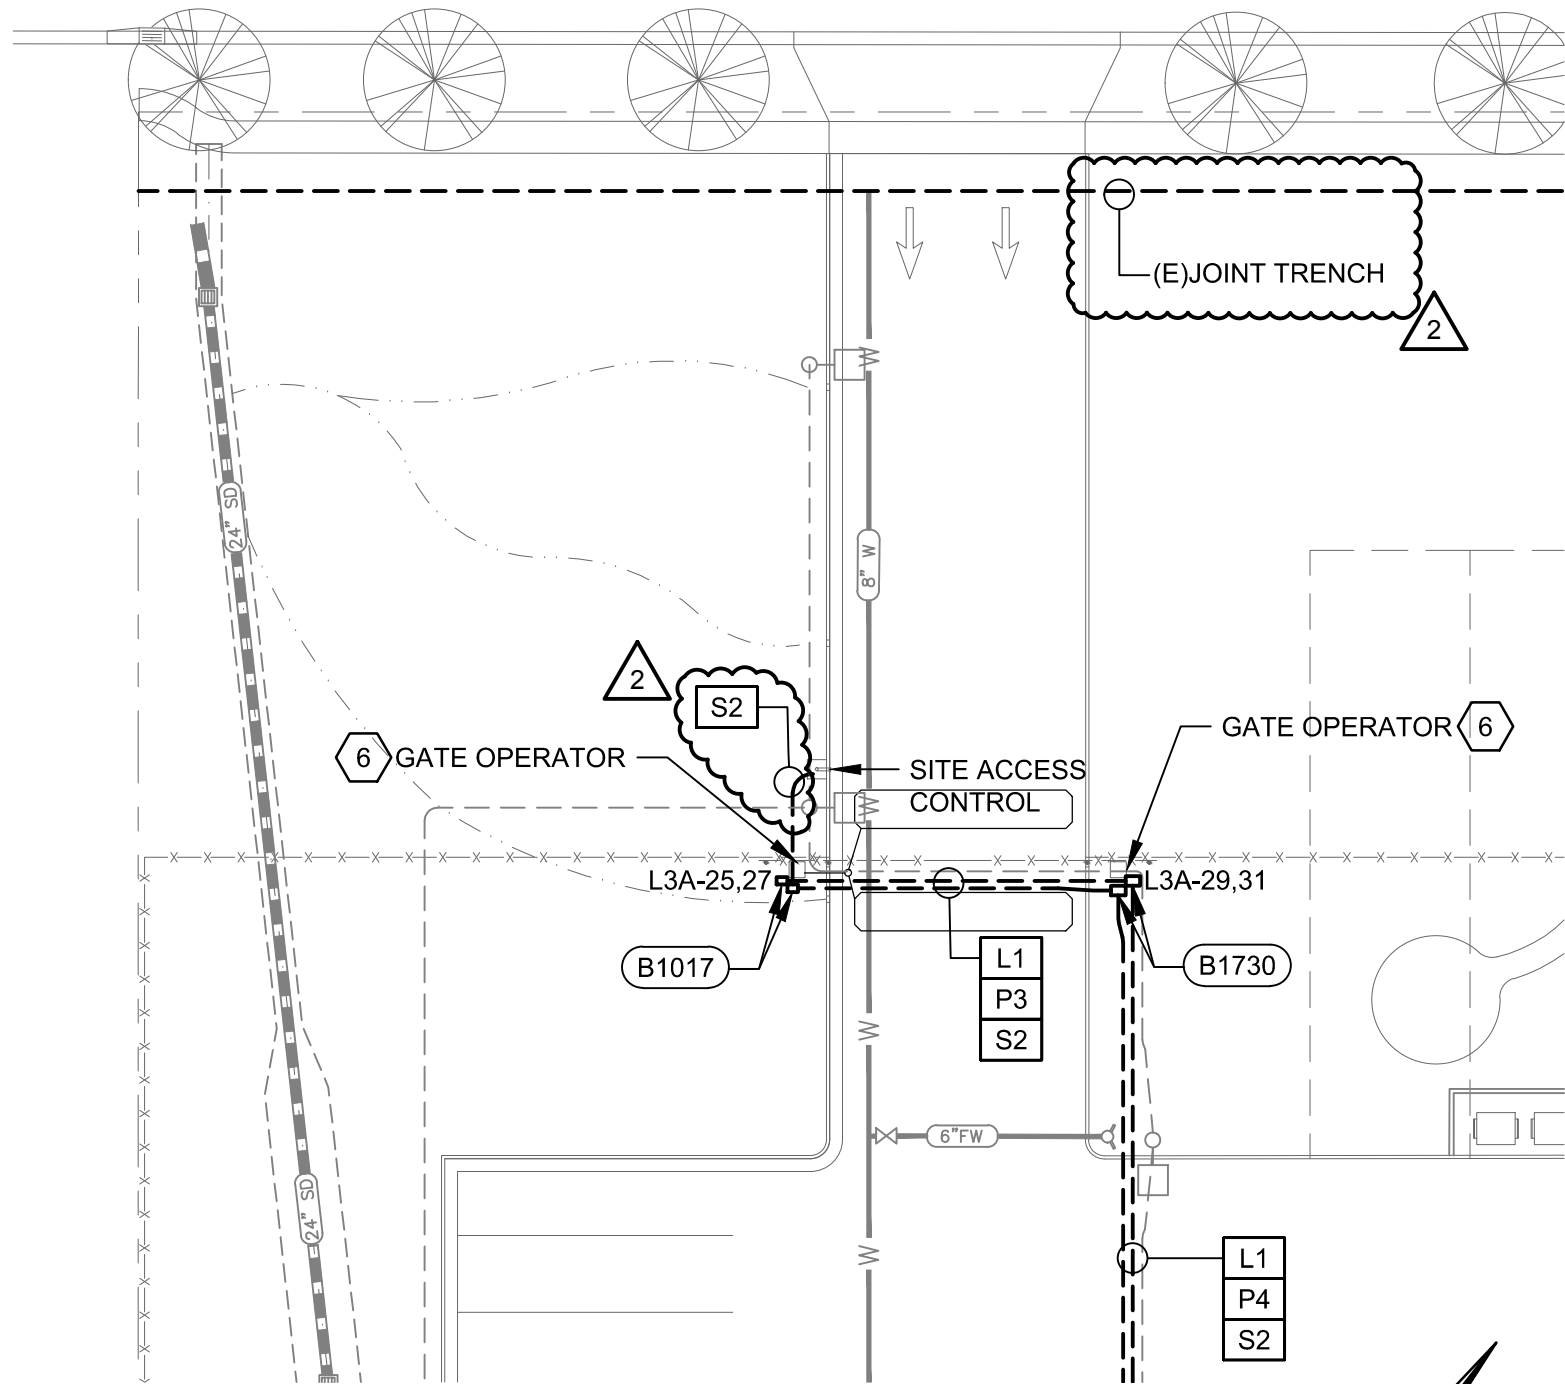 (E)JOINT TRENCH
2
24" SD
8" W
2
S2
6
GATE OPERATOR
GATE OPERATOR
6
SITE ACCESS
CONTROL
L3A-25,27
L3A-29,31
B1017
B1730
L1
P3
S2
6"FW
24" SD
L1
P4
S2
W
W
W
W